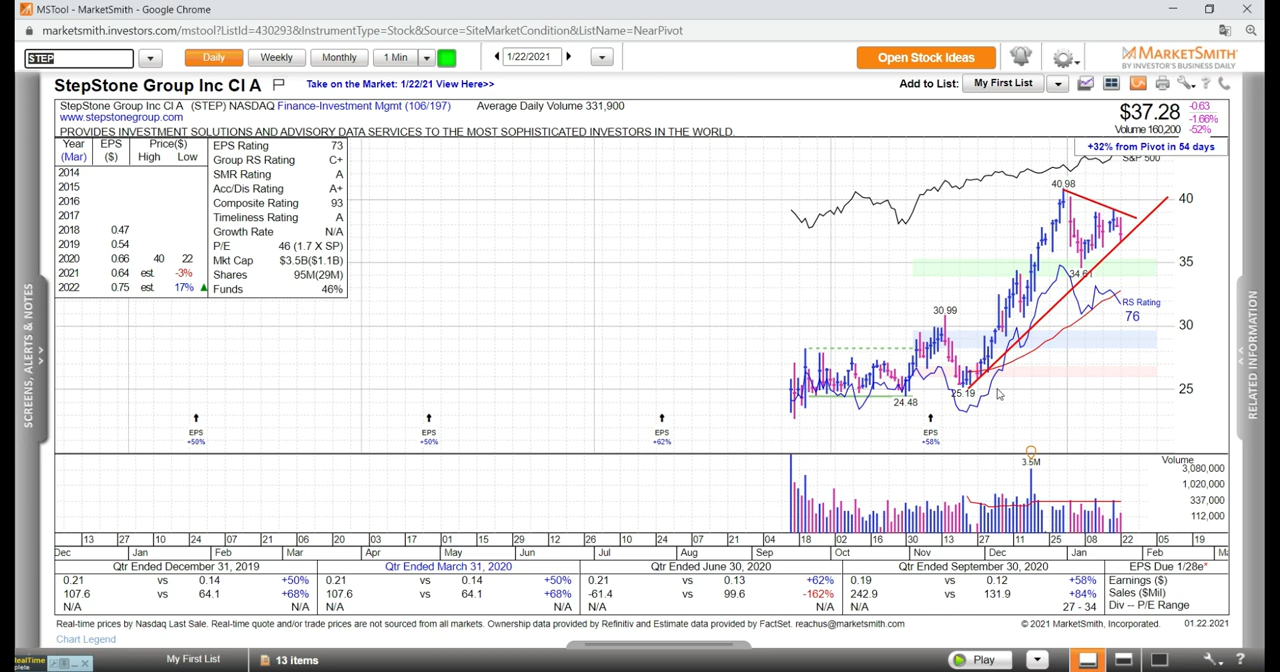 MSTool - MarketSmith - Google Chrome
marketsmith.investors.com/mstool?ListId=430293&InstrumentType=Stock&Source=SiteMarketCondition&ListName=NearPivot
STEP Daily Weekly Monthly 1 Min 1/22/2021 Open Stock Ideas MARKETSMITH
BY INVESTOR'S BUSINESS DAILY
StepStone Group Inc Cl A Take on the Market: 1/22/21 View Here>> Add to List: My First List
StepStone Group Inc Cl A (STEP) NASDAQ Finance-Investment Mgmt (106/197) Average Daily Volume 331,900
www.stepstonegroup.com
PROVIDES INVESTMENT SOLUTIONS AND ADVISORY DATA SERVICES TO THE MOST SOPHISTICATED INVESTORS IN THE WORLD.
$37.28 -0.63
-1.66%
Volume 160,200 -52%
+32% from Pivot in 54 days
S&P 500
Year EPS Price($)
(Mar) ($) High Low
2014
2015
2016
2017
2018 0.47
2019 0.54
2020 0.66 40 22
2021 0.64 est -3%
2022 0.75 est 17%
EPS Rating 73
Group RS Rating C+
SMR Rating A
Acc/Dis Rating A+
Composite Rating 93
Timeliness Rating A
Growth Rate N/A
P/E 46 (1.7 X SP)
Mkt Cap $3.5B($1.1B)
Shares 95M(29M)
Funds 46%
40.98
40
35
34.61
RS Rating
76
30.99
30
25
25.19
24.48
EPS EPS EPS EPS
+50% +50% +62% +58%
3.5M
Volume
3,080,000
1,020,000
337,000
112,000
13 27 10 24 07 21 06 20 03 17 01 15 29 12 26 10 24 07 21 04 18 02 16 30 13 27 11 25 08 22 05 19
Dec Jan Feb Mar Apr May Jun Jul Aug Sep Oct Nov Dec Jan Feb
Qtr Ended December 31, 2019 Qtr Ended March 31, 2020 Qtr Ended June 30, 2020 Qtr Ended September 30, 2020 EPS Due 1/28e*
0.21 vs 0.14 +50% 0.21 vs 0.14 +50% 0.21 vs 0.13 +62% 0.19 vs 0.12 +58% Earnings ($)
107.6 vs 64.1 +68% 107.6 vs 64.1 +68% -61.4 vs 99.6 -162% 242.9 vs 131.9 +84% Sales ($Mil)
N/A N/A N/A N/A N/A N/A N/A 27 - 34 Div -- P/E Range
Real-time prices by Nasdaq Last Sale. Real-time quote and/or trade prices are not sourced from all markets. Ownership data provided by Refinitiv and Estimate data provided by FactSet. reachus@marketsmith.com © 2021 MarketSmith, Incorporated. 01.22.2021
Chart Legend
SCREENS, ALERTS & NOTES
RELATED INFORMATION
My First List 13 items Play